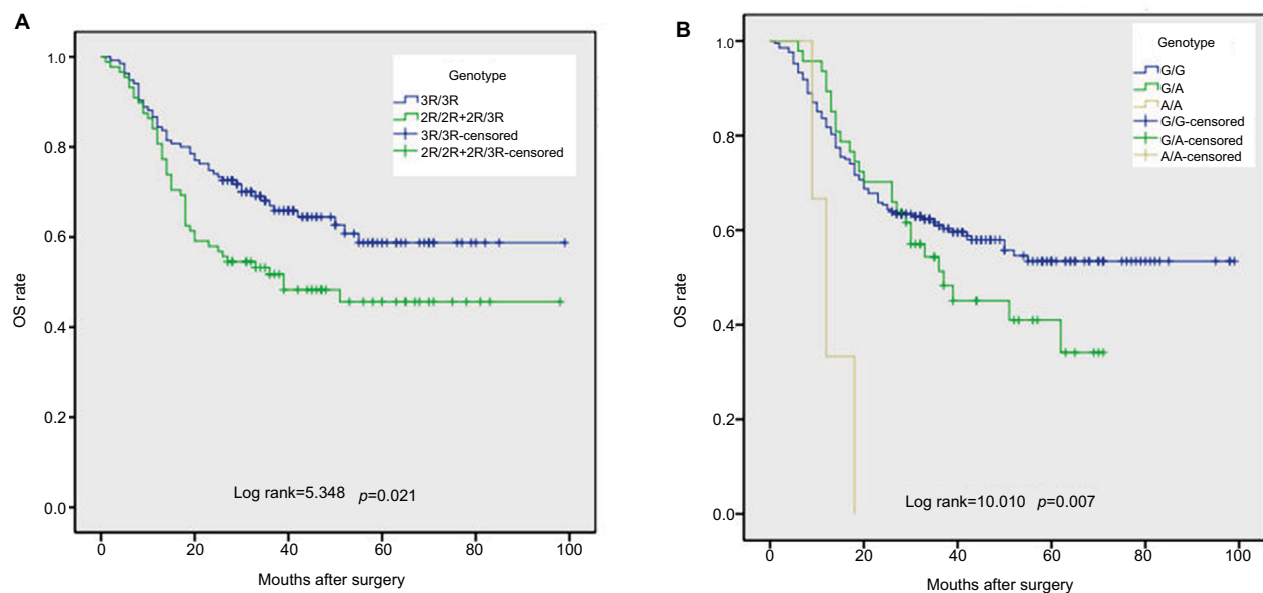 A
Genotype
3R/3R
2R/2R+2R/3R
3R/3R-censored
2R/2R+2R/3R-censored
1.0
0.8
0.6
0.4
0.2
0.0
OS rate
Log rank=5.348 p=0.021
0 20 40 60 80 100
Mouths after surgery
B
Genotype
G/G
G/A
A/A
G/G-censored
G/A-censored
A/A-censored
1.0
0.8
0.6
0.4
0.2
0.0
OS rate
Log rank=10.010 p=0.007
0 20 40 60 80 100
Mouths after surgery